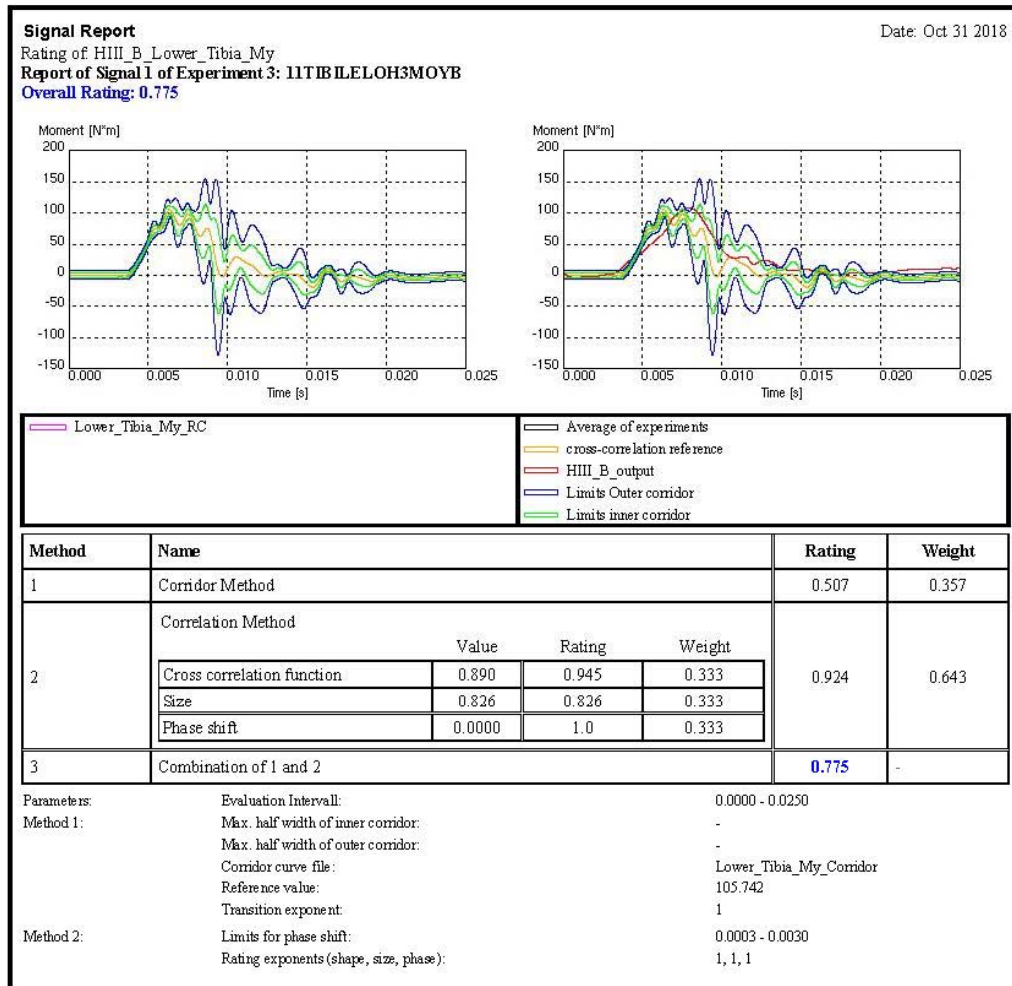 Signal Report
Date: Oct 31 2018
Rating of HIII_B_Lower_Tibia_My
Report of Signal 1 of Experiment 3: 11TIBILELOH3MOYB
Overall Rating: 0.775
Moment [N*m]
200
150
100
50
0
-50
-100
-150
0.000 0.005 0.010 0.015 0.020 0.025
Time [s]
Moment [N*m]
200
150
100
50
0
-50
-100
-150
0.000 0.005 0.010 0.015 0.020 0.025
Time [s]
Lower_Tibia_My_RC
Average of experiments
cross-correlation reference
HIII_B_output
Limits Outer corridor
Limits inner corridor
Method Name Rating Weight
1 Corridor Method 0.507 0.357
Correlation Method
Value Rating Weight
Cross correlation function 0.890 0.945 0.333
2 0.924 0.643
Size 0.826 0.826 0.333
Phase shift 0.0000 1.0 0.333
3 Combination of 1 and 2 0.775 -
Parameters: Evaluation Intervall: 0.0000 - 0.0250
Method 1: Max. half width of inner corridor: -
Max. half width of outer corridor: -
Corridor curve file: Lower_Tibia_My_Corridor
Reference value: 105.742
Transition exponent: 1
Method 2: Limits for phase shift: 0.0003 - 0.0030
Rating exponents (shape, size, phase): 1, 1, 1